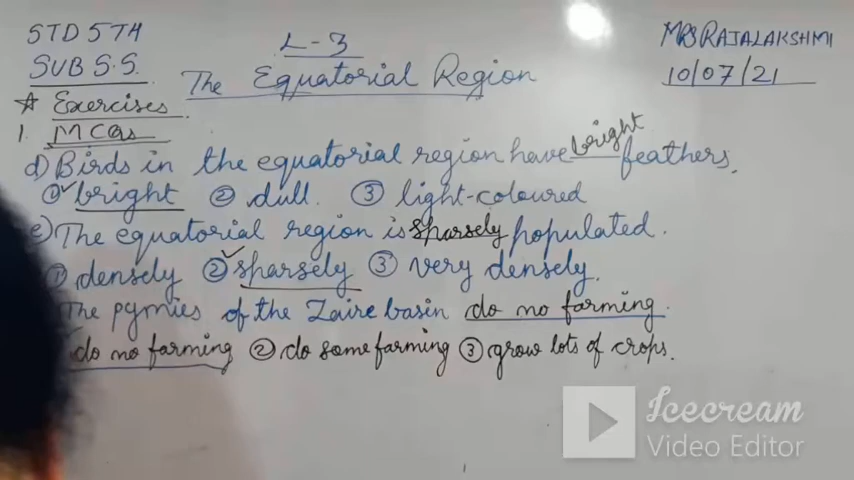 STD 5TH
L-3
MRS RAJALAKSHMI
SUB S.S.
The Equatorial Region
10/07/21
* Exercises
1. MCQs
d) Birds in the equatorial region have bright feathers.
① ✓ bright ② dull. ③ light-coloured
e) The equatorial region is sparsely populated.
① densely ② ✓ sparsely ③ very densely.
The pygmies of the Zaire basin do no farming.
do no farming ② do some farming ③ grow lots of crops.
Icecream
Video Editor